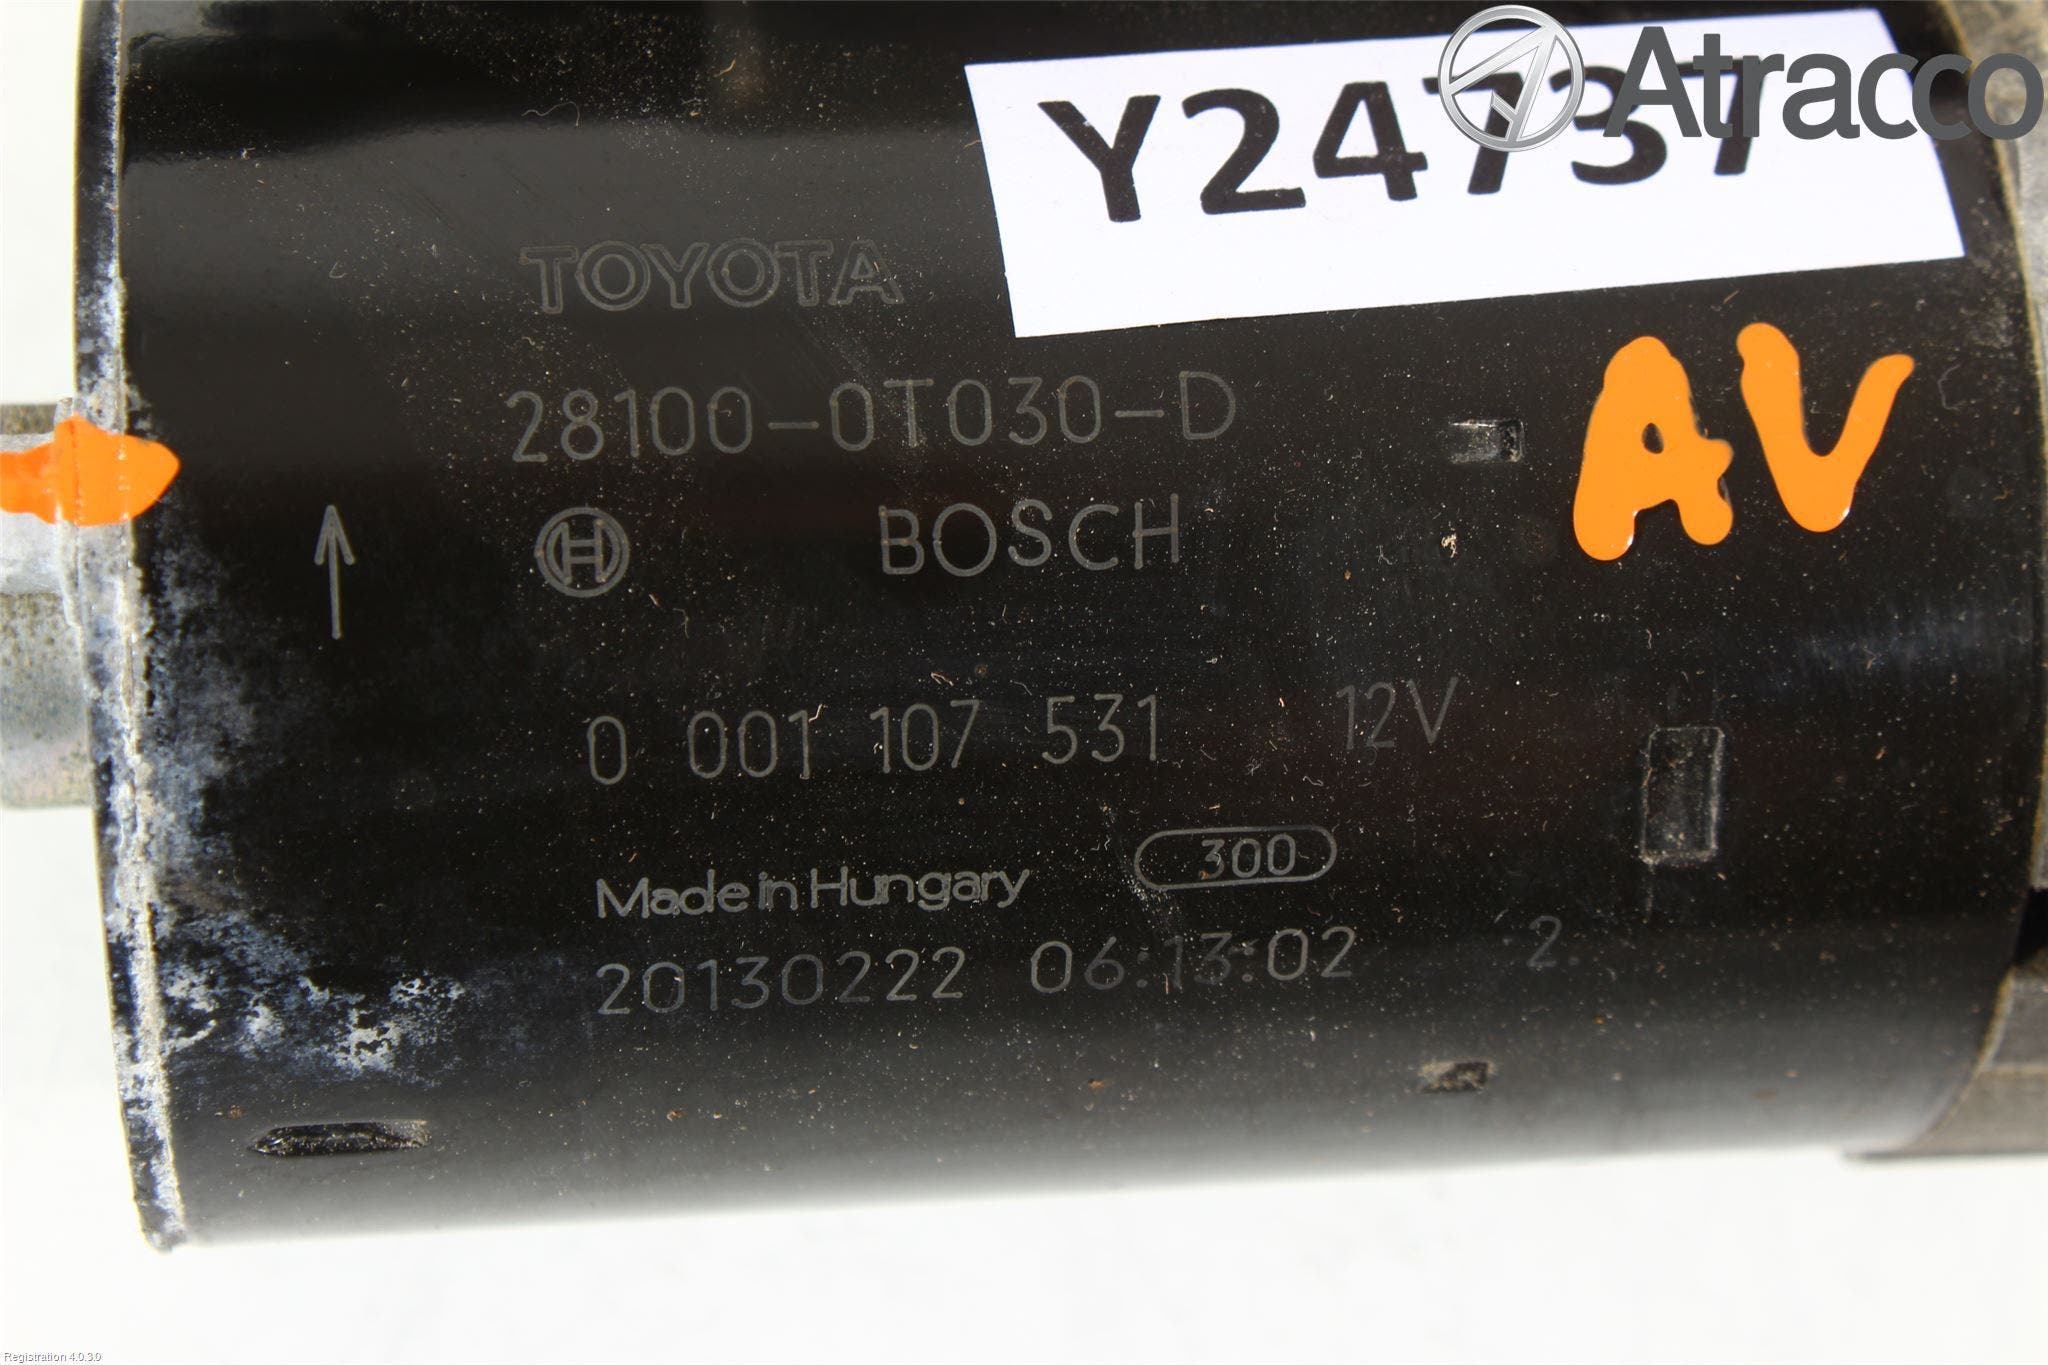 Atracco
Y24737
TOYOTA
28100-0T030-D
AV
BOSCH
0 001 107 531 12V
300
Made in Hungary
20130222 06:13:02 2.
Registration 4.0.3.0